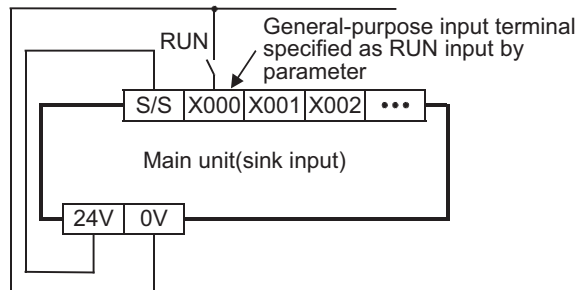 RUN
General-purpose input terminal
specified as RUN input by
parameter
S/S X000 X001 X002 •••
Main unit(sink input)
24V 0V